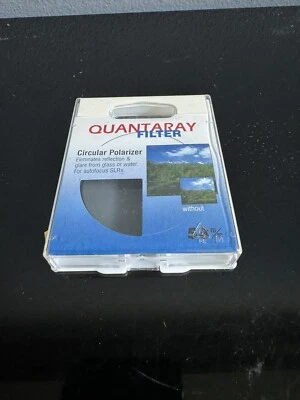 QUANTARAY
FILTER
Circular Polarizer
Eliminates reflection &
glare from glass or water.
For autofocus SLRs.
without